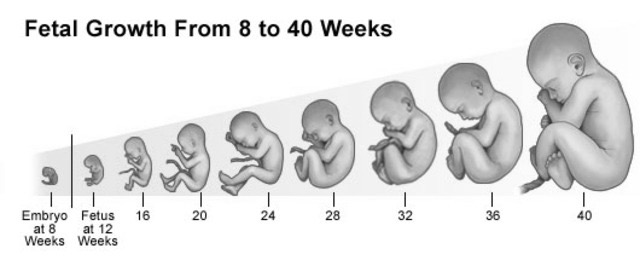 Fetal Growth From 8 to 40 Weeks
Embryo
at 8
Weeks
Fetus
at 12
Weeks
16
20
24
28
32
36
40